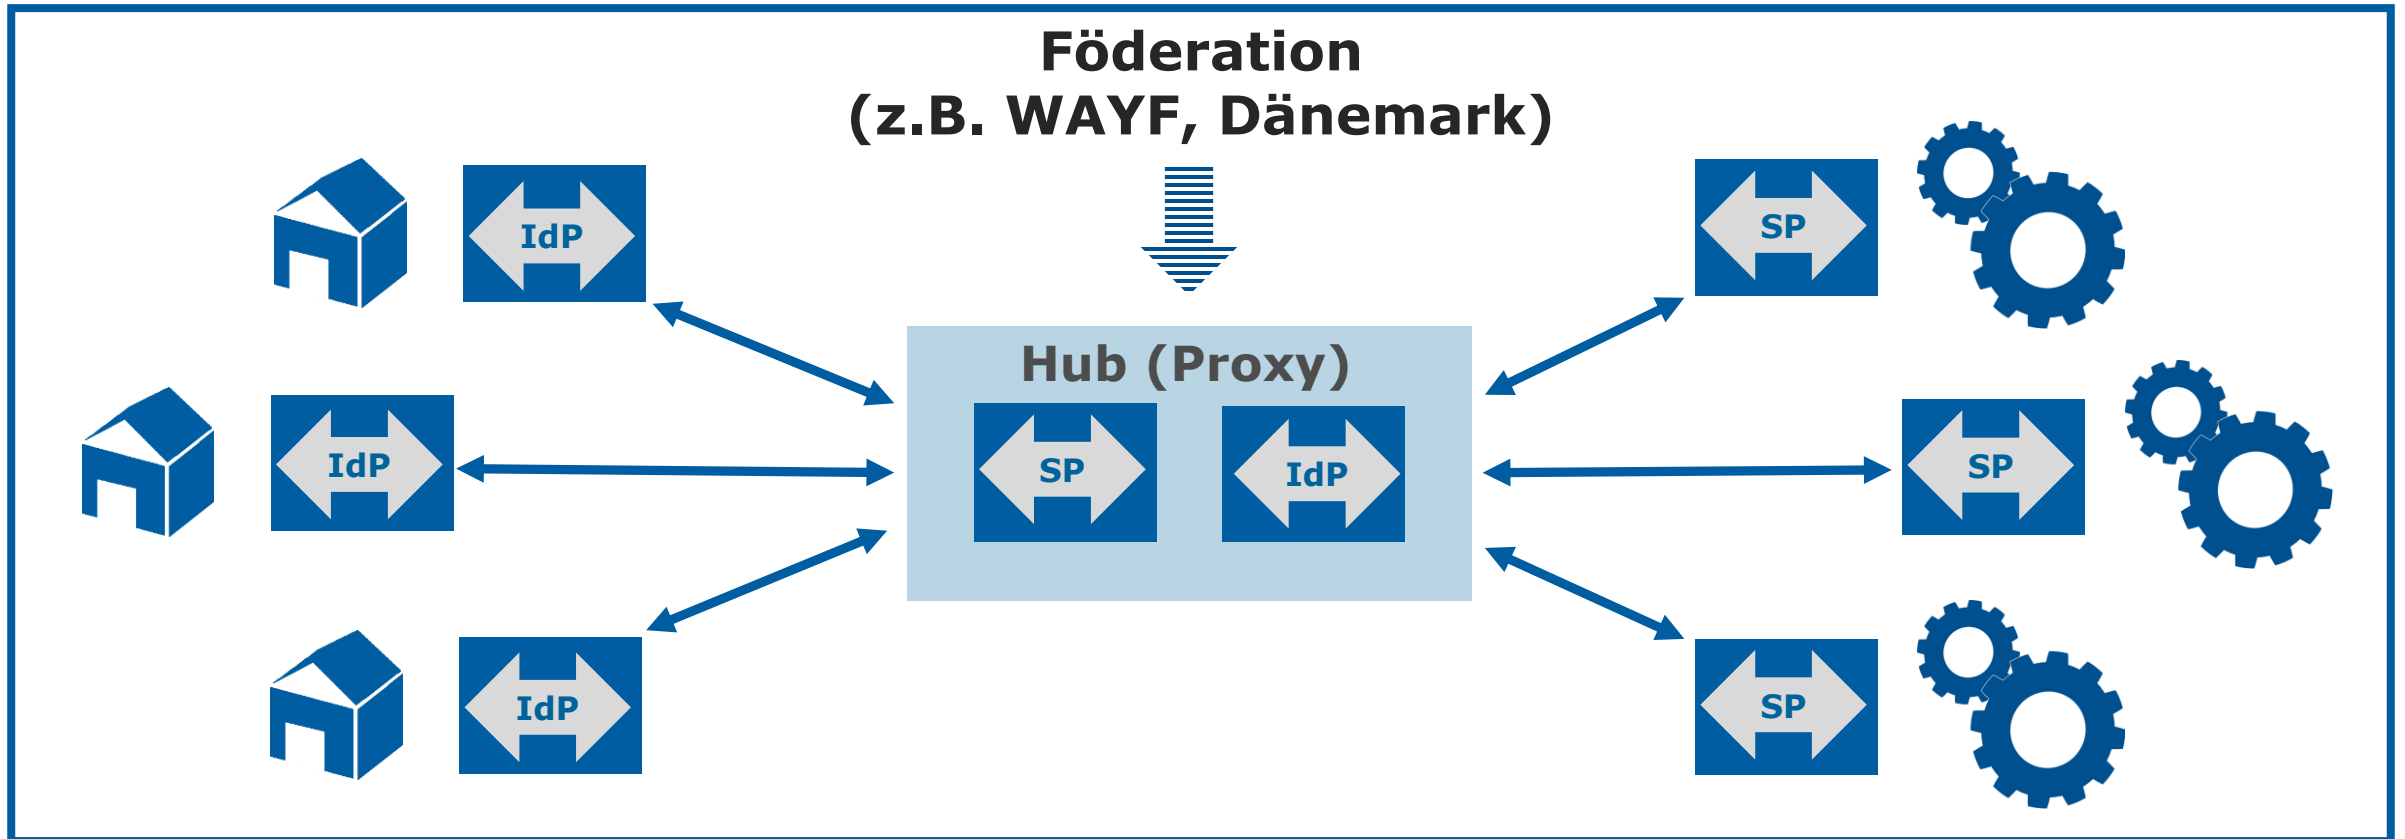 Föderation
(z.B. WAYF, Dänemark)
IdP
SP
Hub (Proxy)
IdP
SP
IdP
SP
IdP
SP